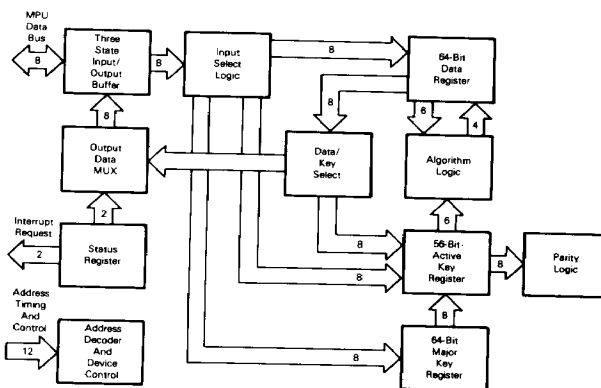 MPU
Data
Bus
8
Three
State
Input/
Output
Buffer
8
Input
Select
Logic
8
64-Bit
Data
Register
8
8
6
4
Output
Data
MUX
Data/
Key
Select
Algorithm
Logic
2
6
Interrupt
Request
2
Status
Register
8
8
56-Bit-
Active
Key
Register
8
Parity
Logic
Address
Timing
And
Control
12
Address
Decoder
And
Device
Control
8
8
64-Bit
Major
Key
Register